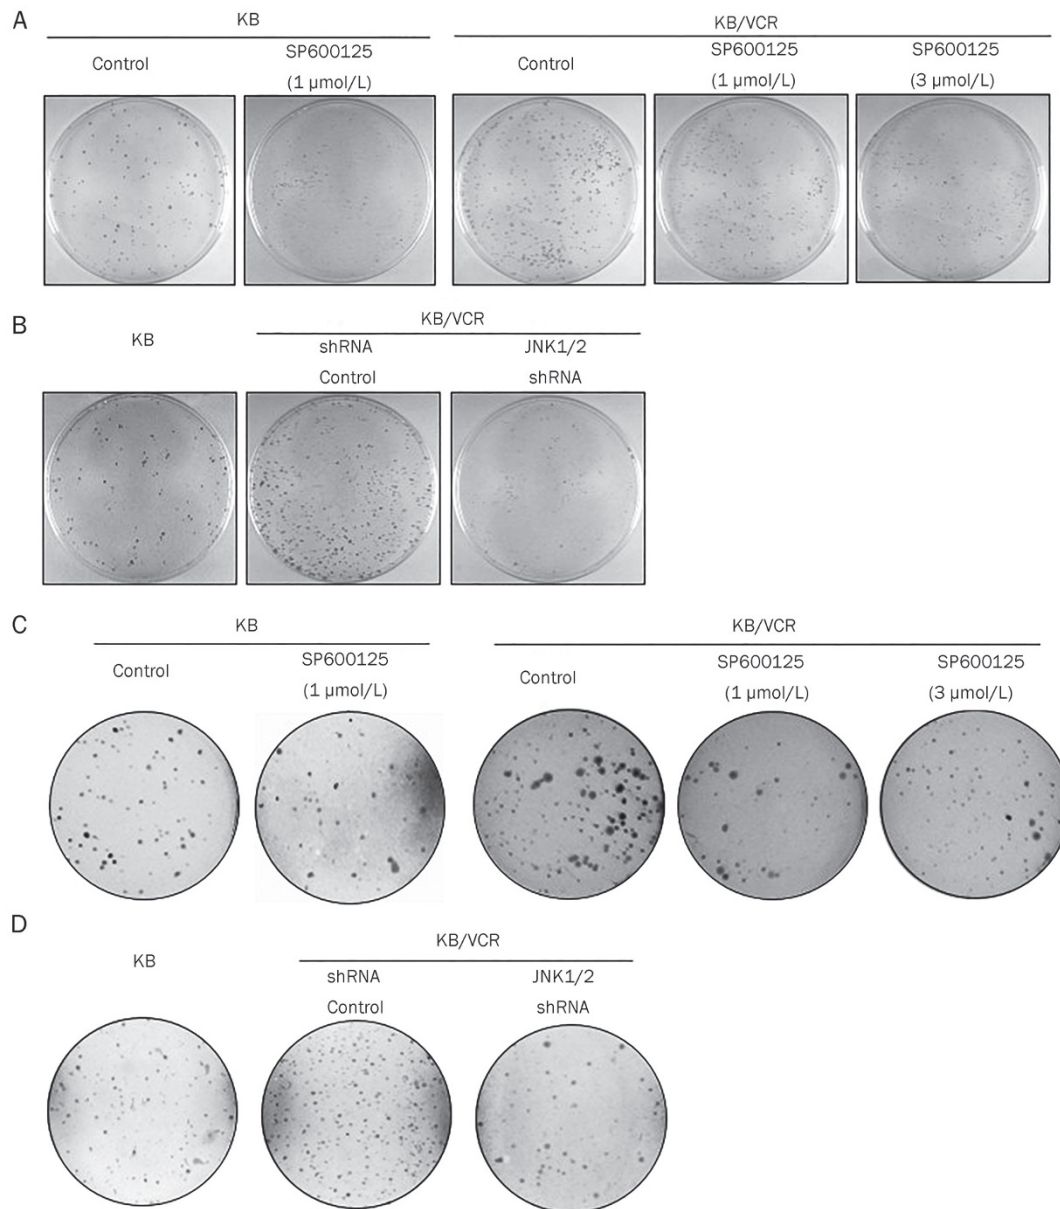 A
KB
KB/VCR
Control
SP600125
(1 µmol/L)
Control
SP600125
(1 µmol/L)
SP600125
(3 µmol/L)
B
KB
KB/VCR
shRNA
Control
JNK1/2
shRNA
C
KB
KB/VCR
Control
SP600125
(1 µmol/L)
Control
SP600125
(1 µmol/L)
SP600125
(3 µmol/L)
D
KB
KB/VCR
shRNA
Control
JNK1/2
shRNA